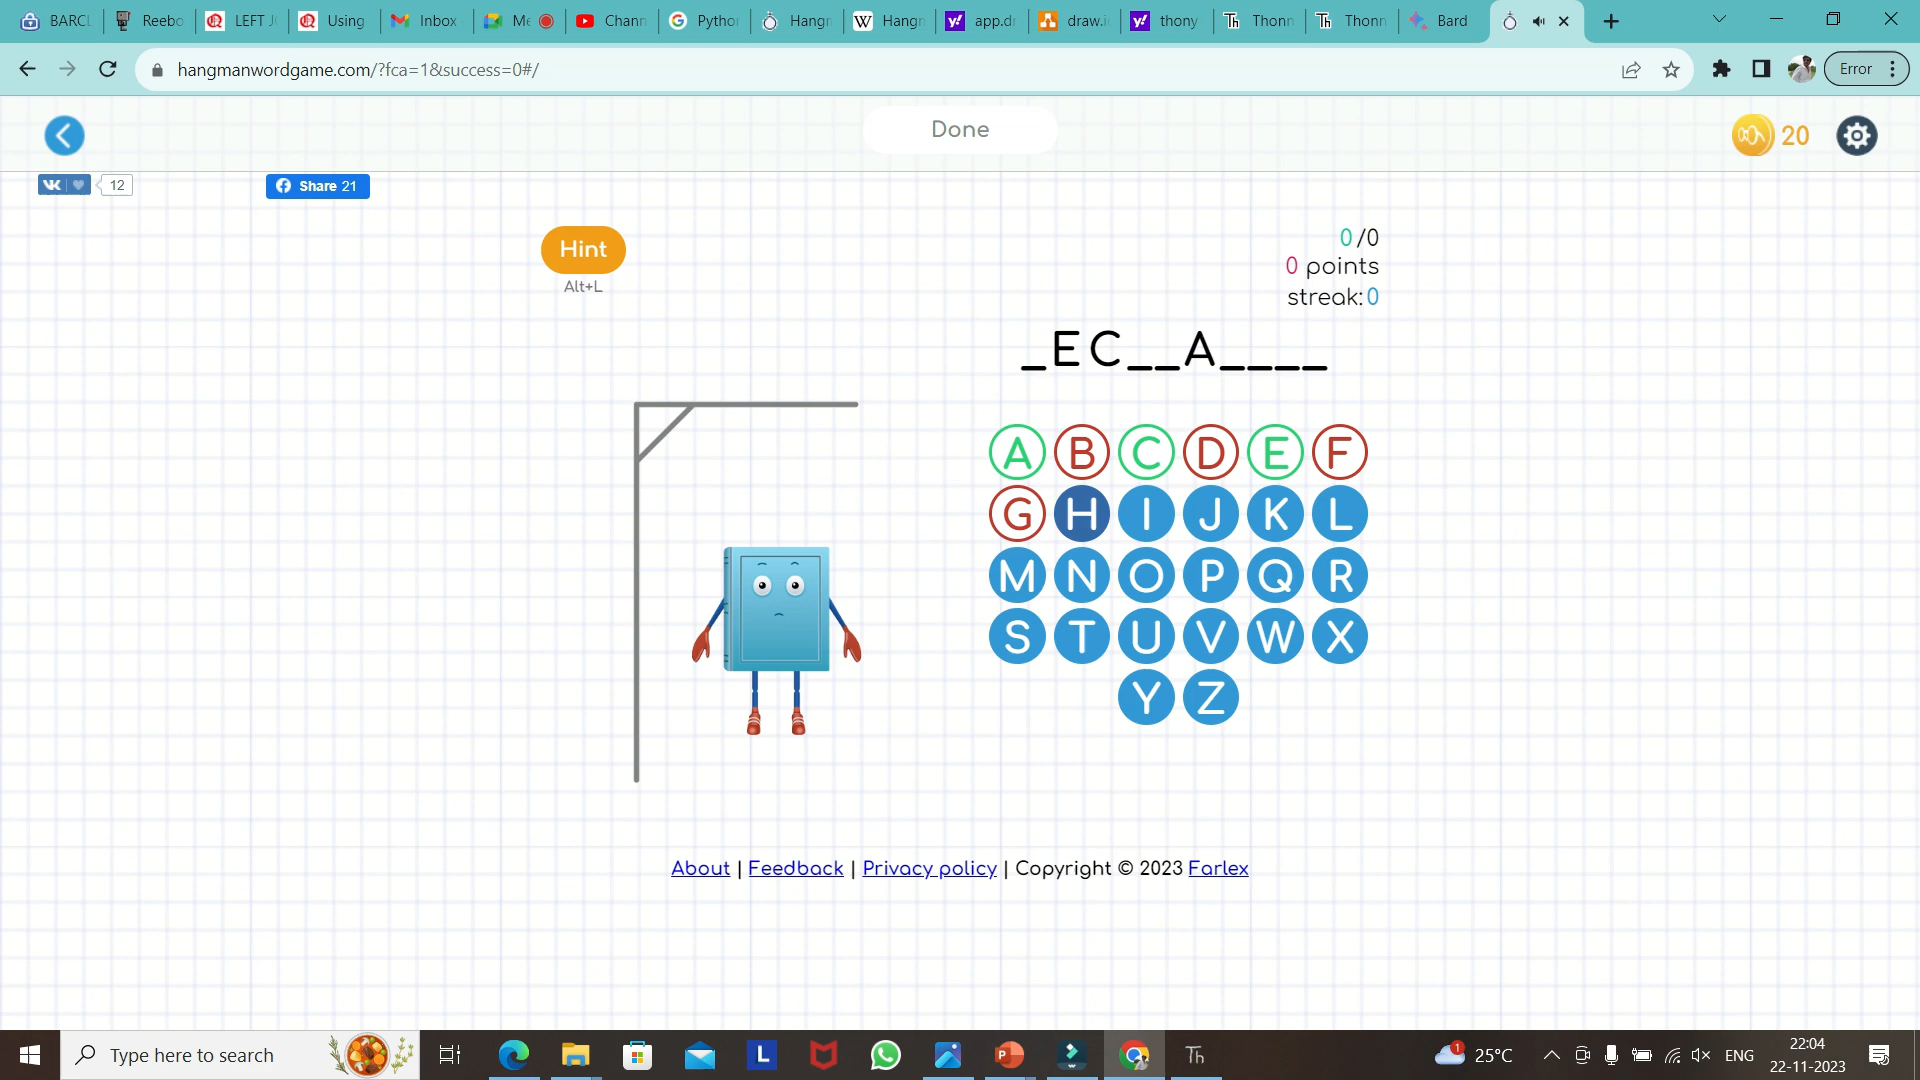 BARCL Reebo LEFT J Using Inbox Me Chann Pythor Hangr Hangr app.dr draw.i thony Thonn Thonn Bard
hangmanwordgame.com/?fca=1&success=0#/ Error
Done 20
12 Share 21
Hint
Alt+L
0/0
0 points
streak:0
_EC__A____
A B C D E F
G H I J K L
M N O P Q R
S T U V W X
Y Z
About | Feedback | Privacy policy | Copyright © 2023 Farlex
Type here to search 25°C ENG 22:04
22-11-2023